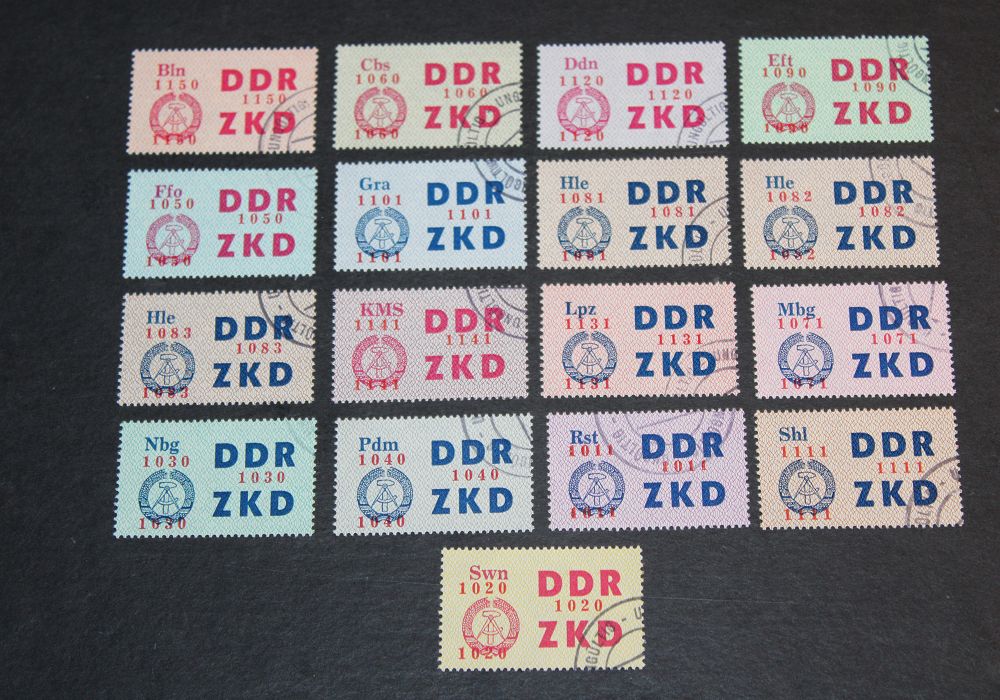 Bln
1150
DDR
1150
ZKD
1150
Cbs
1060
DDR
1060
ZKD
1060
UNGÜLTIG
Ddn
1120
DDR
1120
ZKD
1120
UNGÜLTIG
Eft
1090
DDR
1090
ZKD
1090
Ffo
1050
DDR
1050
ZKD
1050
Gra
1101
DDR
1101
ZKD
1101
Hle
1081
DDR
1081
ZKD
1081
Hle
1082
DDR
1082
ZKD
1082
Hle
1083
DDR
1083
ZKD
1083
KMS
1141
DDR
1141
ZKD
1141
Lpz
1131
DDR
1131
ZKD
1131
Mbg
1071
DDR
1071
ZKD
1071
Nbg
1030
DDR
1030
ZKD
1030
Pdm
1040
DDR
1040
ZKD
1040
Rst
1011
DDR
1011
ZKD
1011
Shl
1111
DDR
1111
ZKD
1111
Swn
1020
DDR
1020
ZKD
1020